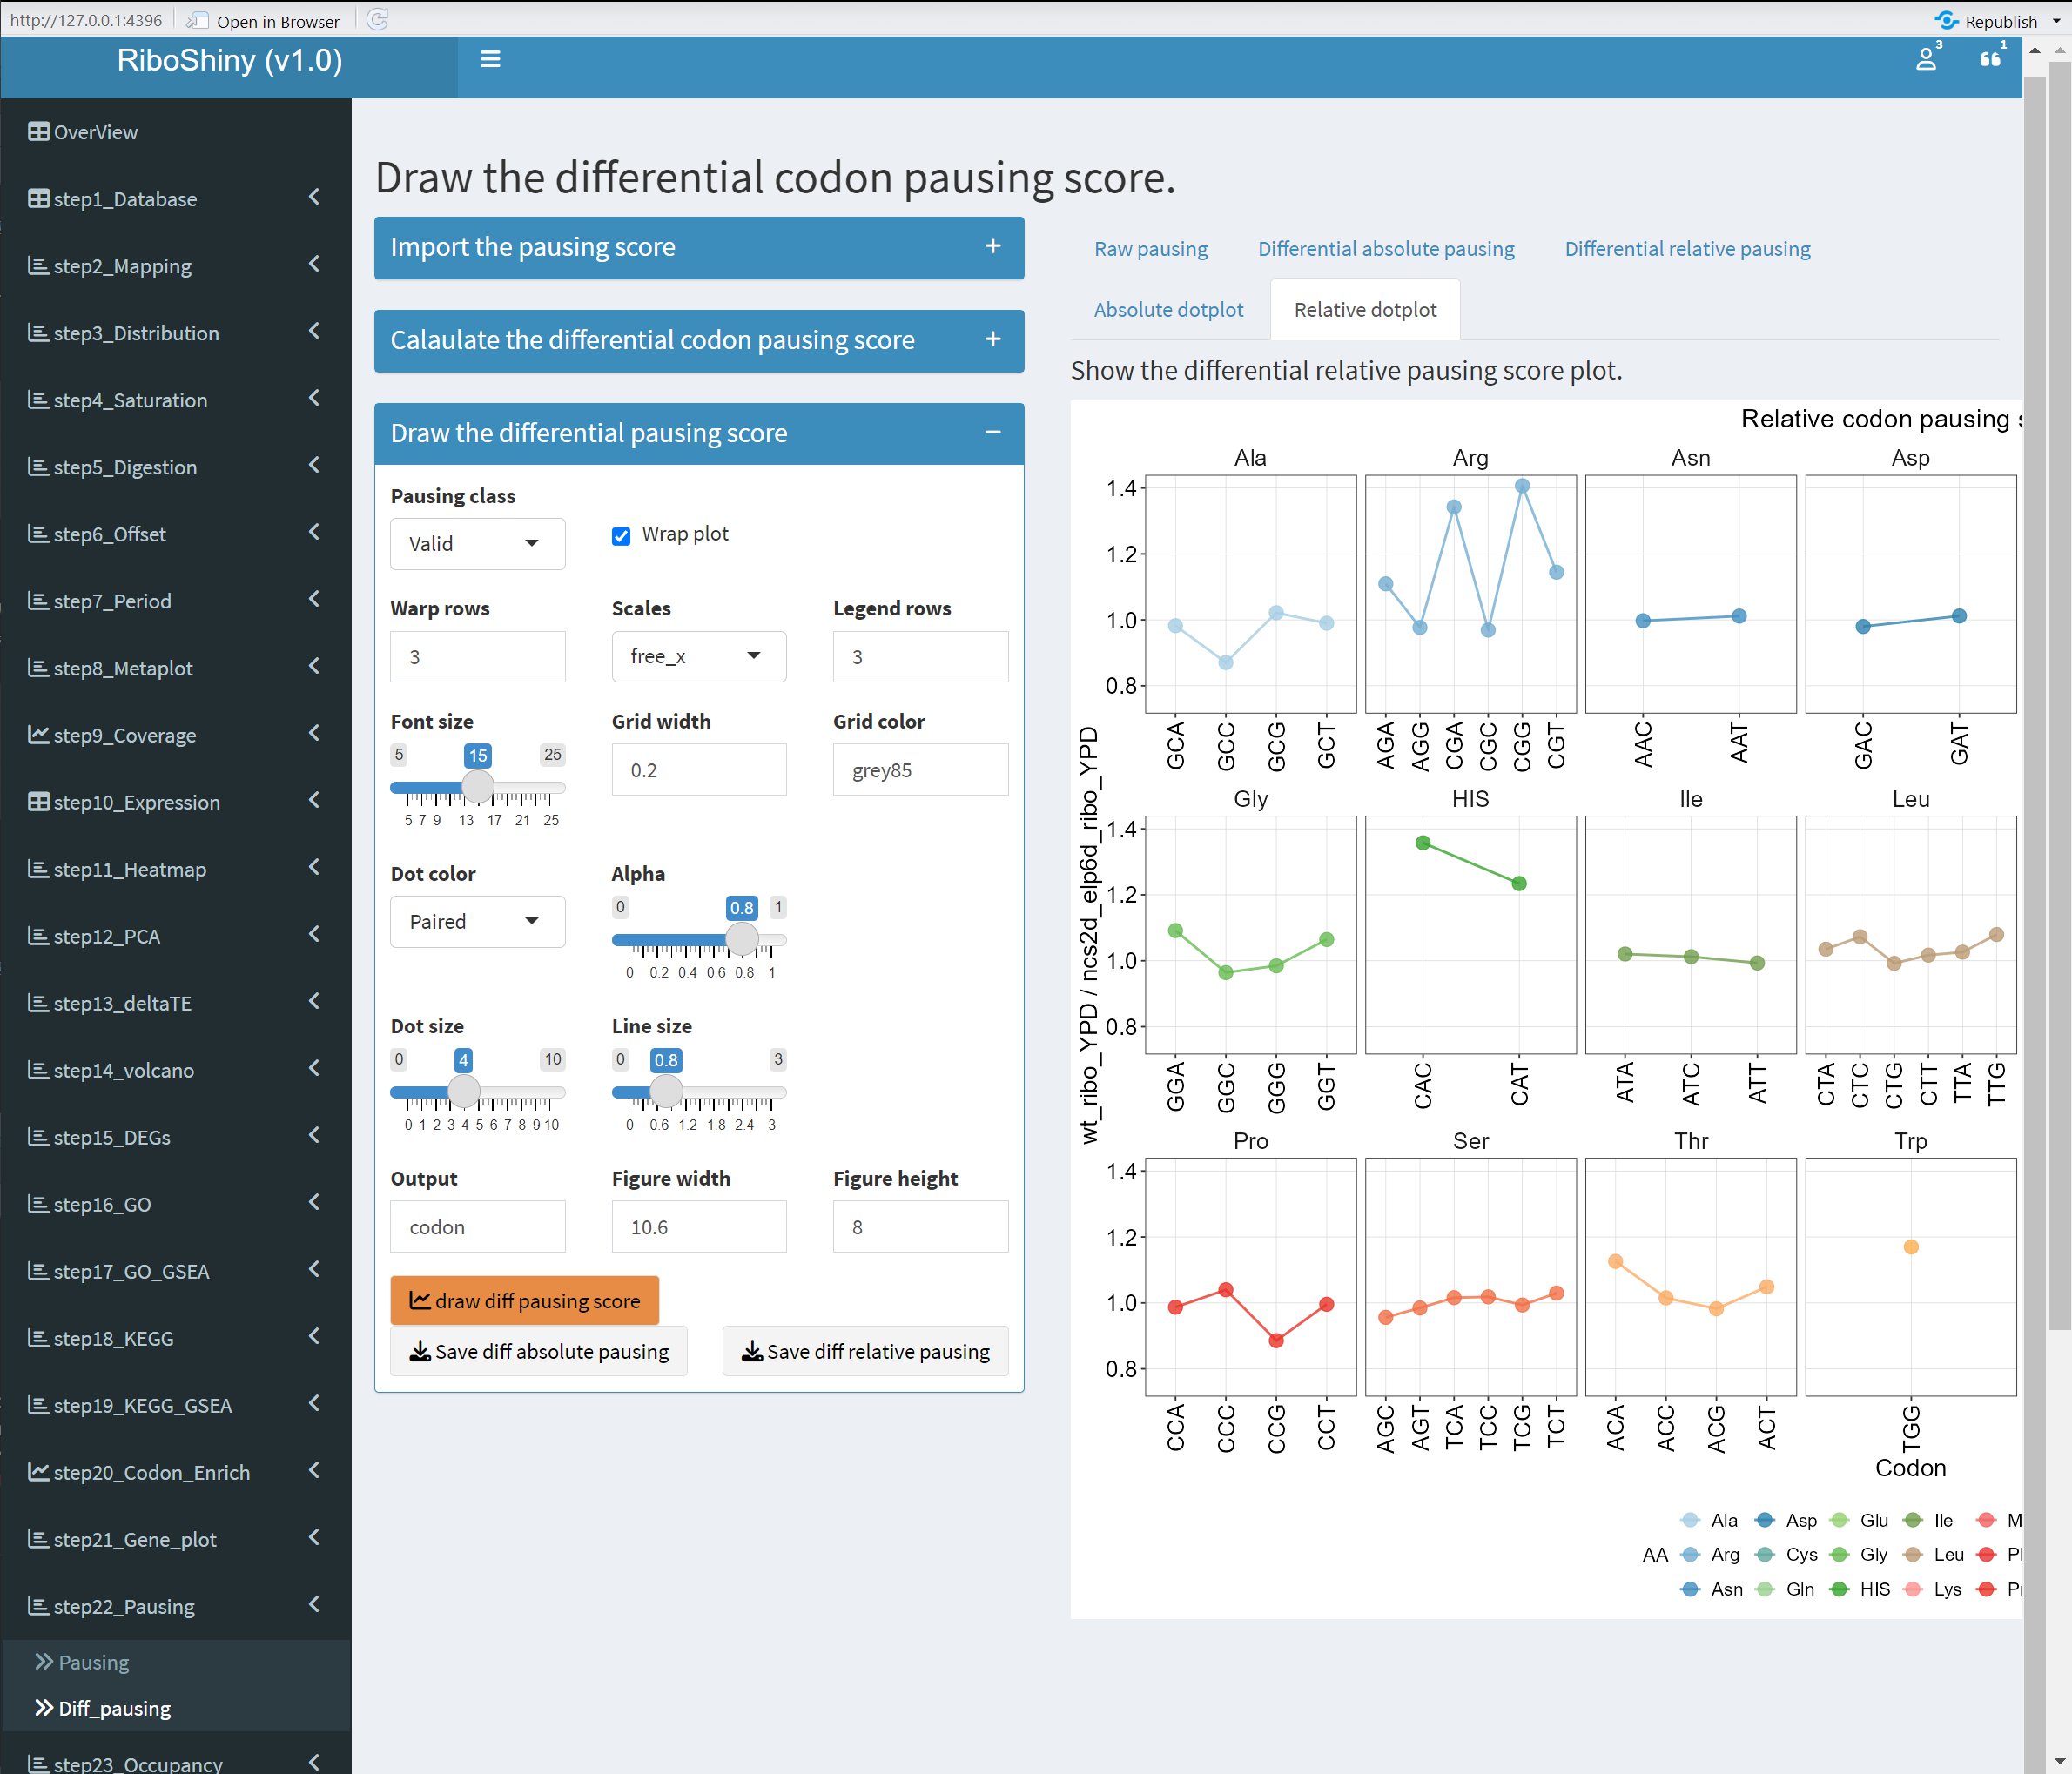 http://127.0.0.1:4396 Open in Browser Republish
RiboShiny (v1.0) 3 1
OverView
step1_Database
step2_Mapping
step3_Distribution
step4_Saturation
step5_Digestion
step6_Offset
step7_Period
step8_Metaplot
step9_Coverage
step10_Expression
step11_Heatmap
step12_PCA
step13_deltaTE
step14_volcano
step15_DEGs
step16_GO
step17_GO_GSEA
step18_KEGG
step19_KEGG_GSEA
step20_Codon_Enrich
step21_Gene_plot
step22_Pausing
Pausing
Diff_pausing
step23_Occupancy
Draw the differential codon pausing score.
Import the pausing score +
Calaulate the differential codon pausing score +
Draw the differential pausing score −
Pausing class
Valid
Wrap plot
Warp rows Scales Legend rows
3 free_x 3
Font size Grid width Grid color
5 15 25
0.2 grey85
5 7 9 13 17 21 25
Dot color Alpha
Paired
0 0.8 1
0 0.2 0.4 0.6 0.8 1
Dot size Line size
0 4 10 0 0.8 3
0 1 2 3 4 5 6 7 8 9 10 0 0.6 1.2 1.8 2.4 3
Output Figure width Figure height
codon 10.6 8
draw diff pausing score
Save diff absolute pausing Save diff relative pausing
Raw pausing Differential absolute pausing Differential relative pausing
Absolute dotplot Relative dotplot
Show the differential relative pausing score plot.
Relative codon pausing s
wt_ribo_YPD / ncs2d_elp6d_ribo_YPD
Ala Arg Asn Asp
1.4
1.2
1.0
0.8
GCA GCC GCG GCT AGA AGG CGA CGC CGG CGT AAC AAT GAC GAT
Gly HIS Ile Leu
1.4
1.2
1.0
0.8
GGA GGC GGG GGT CAC CAT ATA ATC ATT CTA CTC CTG CTT TTA TTG
Pro Ser Thr Trp
1.4
1.2
1.0
0.8
CCA CCC CCG CCT AGC AGT TCA TCC TCG TCT ACA ACC ACG ACT TGG
Codon
Ala Asp Glu Ile M
AA Arg Cys Gly Leu Pl
Asn Gln HIS Lys Pr